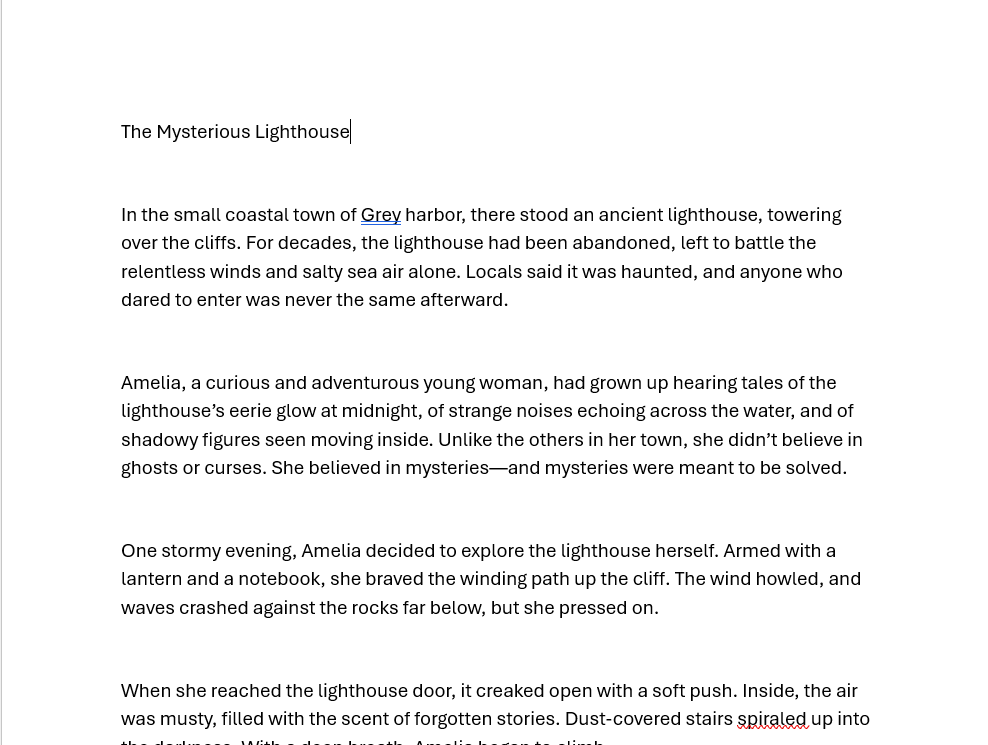 The Mysterious Lighthouse
In the small coastal town of Grey harbor, there stood an ancient lighthouse, towering
over the cliffs. For decades, the lighthouse had been abandoned, left to battle the
relentless winds and salty sea air alone. Locals said it was haunted, and anyone who
dared to enter was never the same afterward.
Amelia, a curious and adventurous young woman, had grown up hearing tales of the
lighthouse’s eerie glow at midnight, of strange noises echoing across the water, and of
shadowy figures seen moving inside. Unlike the others in her town, she didn’t believe in
ghosts or curses. She believed in mysteries—and mysteries were meant to be solved.
One stormy evening, Amelia decided to explore the lighthouse herself. Armed with a
lantern and a notebook, she braved the winding path up the cliff. The wind howled, and
waves crashed against the rocks far below, but she pressed on.
When she reached the lighthouse door, it creaked open with a soft push. Inside, the air
was musty, filled with the scent of forgotten stories. Dust-covered stairs spiraled up into
the darkness. With a deep breath, Amelia began to climb.